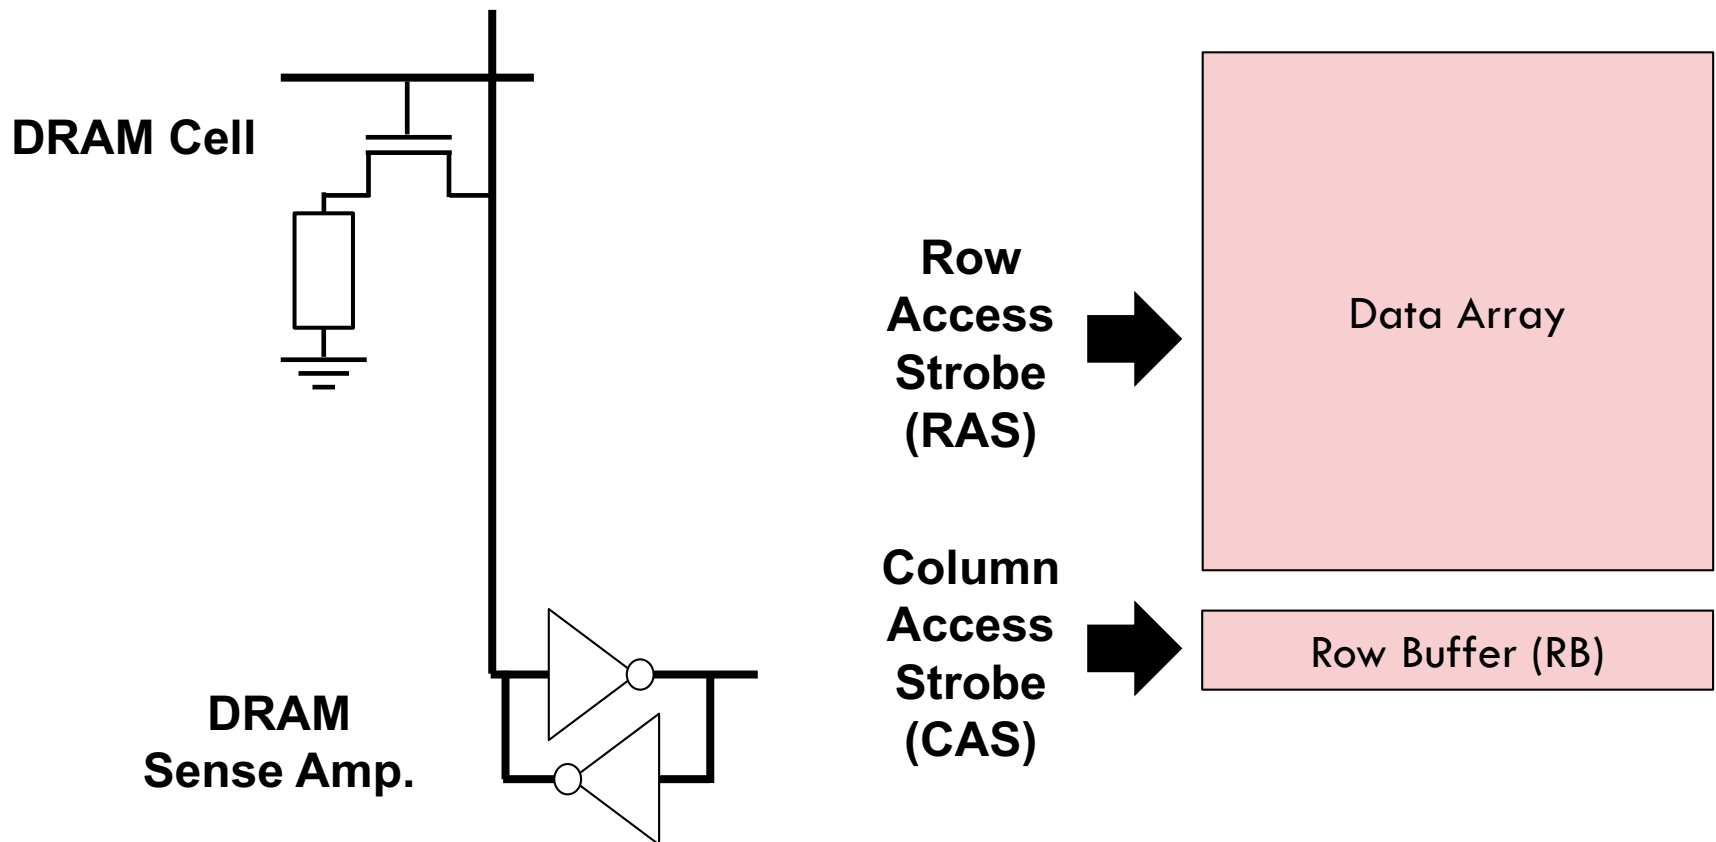 DRAM Cell
Row
Access
Strobe
(RAS)
Data Array
Column
Access
Strobe
(CAS)
Row Buffer (RB)
DRAM
Sense Amp.